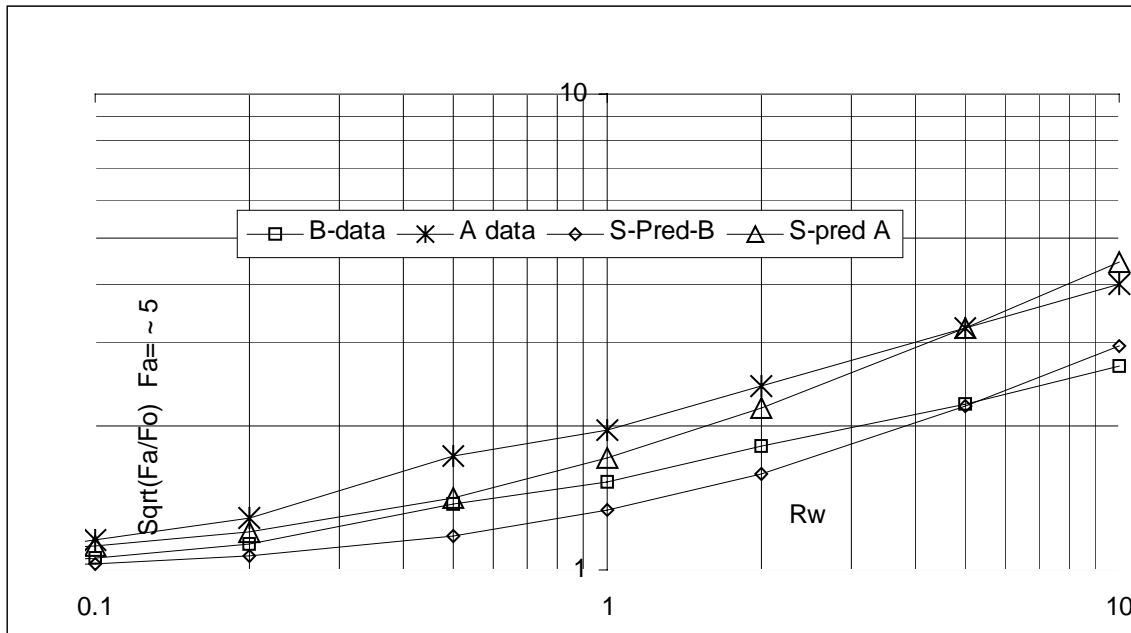 10
B-data A data S-Pred-B S-pred A
Sqrt(Fa/Fo) Fa= ~ 5
Rw
1
0.1 1 10